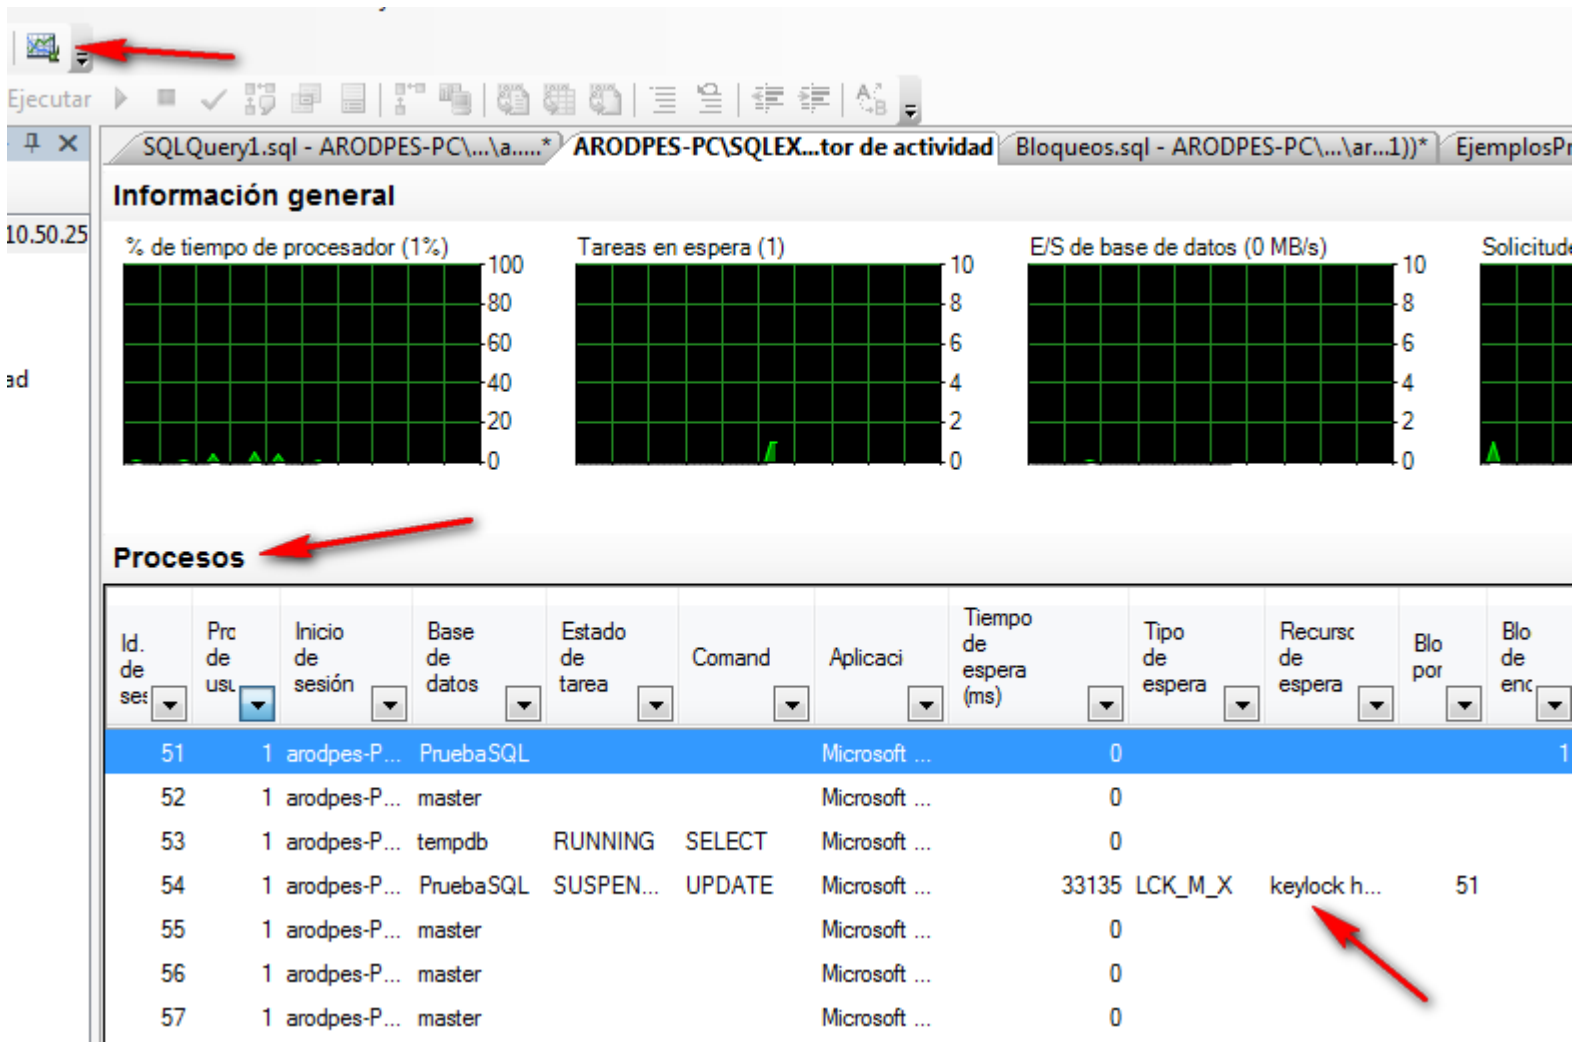 Ejecutar
SQLQuery1.sql - ARODPES-PC\...\a.....* ARODPES-PC\SQLEX...tor de actividad Bloqueos.sql - ARODPES-PC\...\ar...1))* EjemplosPr
Información general
10.50.25
% de tiempo de procesador (1%) Tareas en espera (1) E/S de base de datos (0 MB/s) Solicitude
100 10 10
80 8 8
60 6 6
ad
40 4 4
20 2 2
0 0 0
Procesos
Id. de ses Prc de usu Inicio de sesión Base de datos Estado de tarea Comand Aplicaci Tiempo de espera (ms) Tipo de espera Recursc de espera Blo por Blo de enc
51 1 arodpes-P... PruebaSQL Microsoft ... 0 1
52 1 arodpes-P... master Microsoft ... 0
53 1 arodpes-P... tempdb RUNNING SELECT Microsoft ... 0
54 1 arodpes-P... PruebaSQL SUSPEN... UPDATE Microsoft ... 33135 LCK_M_X keylock h... 51
55 1 arodpes-P... master Microsoft ... 0
56 1 arodpes-P... master Microsoft ... 0
57 1 arodpes-P... master Microsoft ... 0